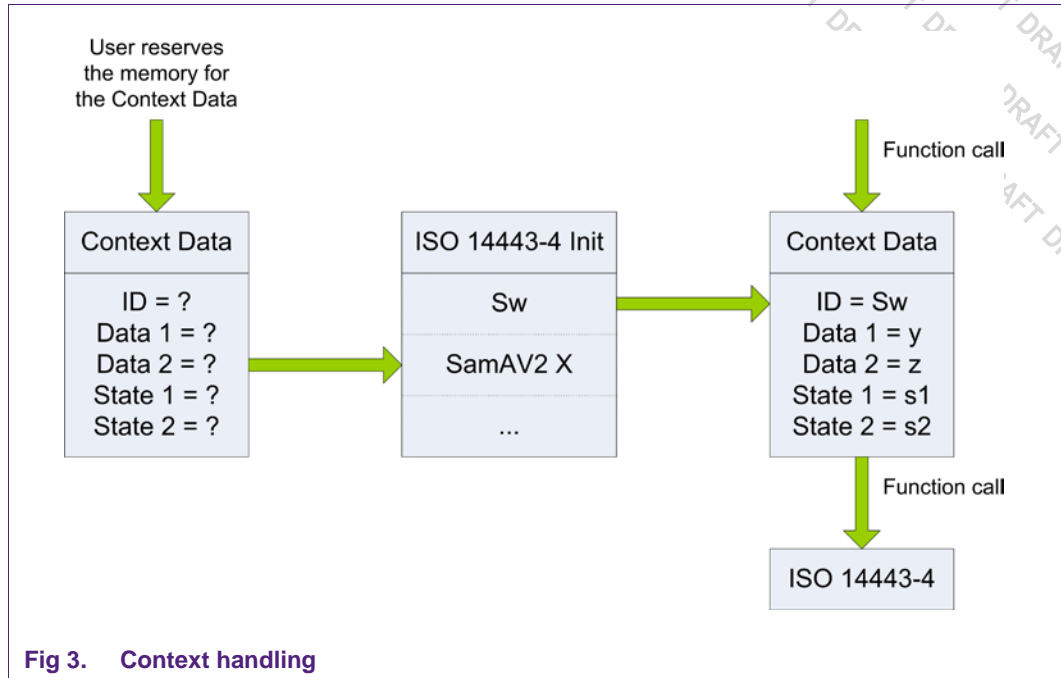 User reserves
the memory for
the Context Data
Function call
Context Data
ID = ?
Data 1 = ?
Data 2 = ?
State 1 = ?
State 2 = ?
ISO 14443-4 Init
Sw
SamAV2 X
...
Context Data
ID = Sw
Data 1 = y
Data 2 = z
State 1 = s1
State 2 = s2
Function call
ISO 14443-4
Fig 3. Context handling